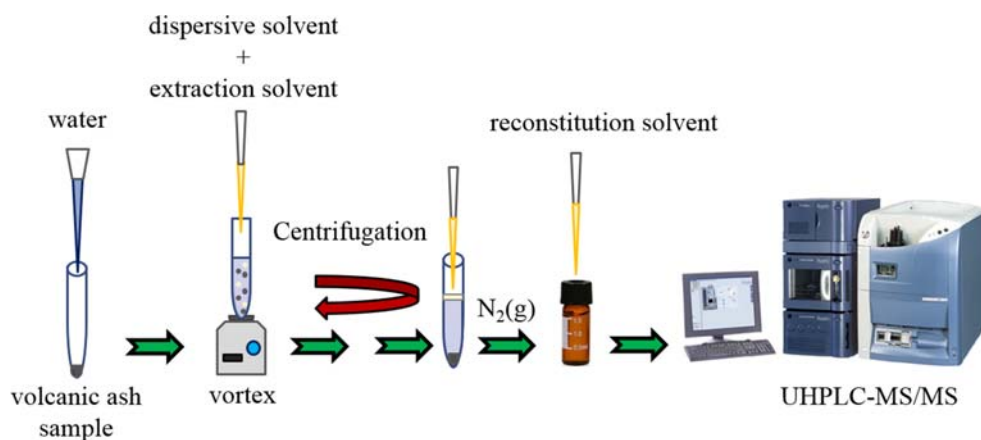 dispersive solvent
+
extraction solvent
water
reconstitution solvent
Centrifugation
N₂(g)
volcanic ash
sample
vortex
UHPLC-MS/MS